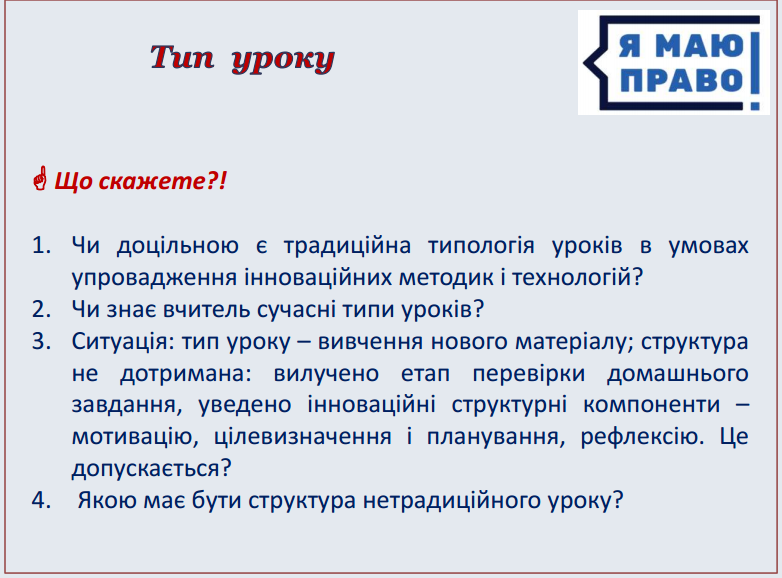 Тип уроку
Я МАЮ
ПРАВО!
Що скажете?!
1. Чи доцільною є традиційна типологія уроків в умовах
упровадження інноваційних методик і технологій?
2. Чи знає вчитель сучасні типи уроків?
3. Ситуація: тип уроку – вивчення нового матеріалу; структура
не дотримана: вилучено етап перевірки домашнього
завдання, уведено інноваційні структурні компоненти –
мотивацію, цілевизначення і планування, рефлексію. Це
допускається?
4. Якою має бути структура нетрадиційного уроку?